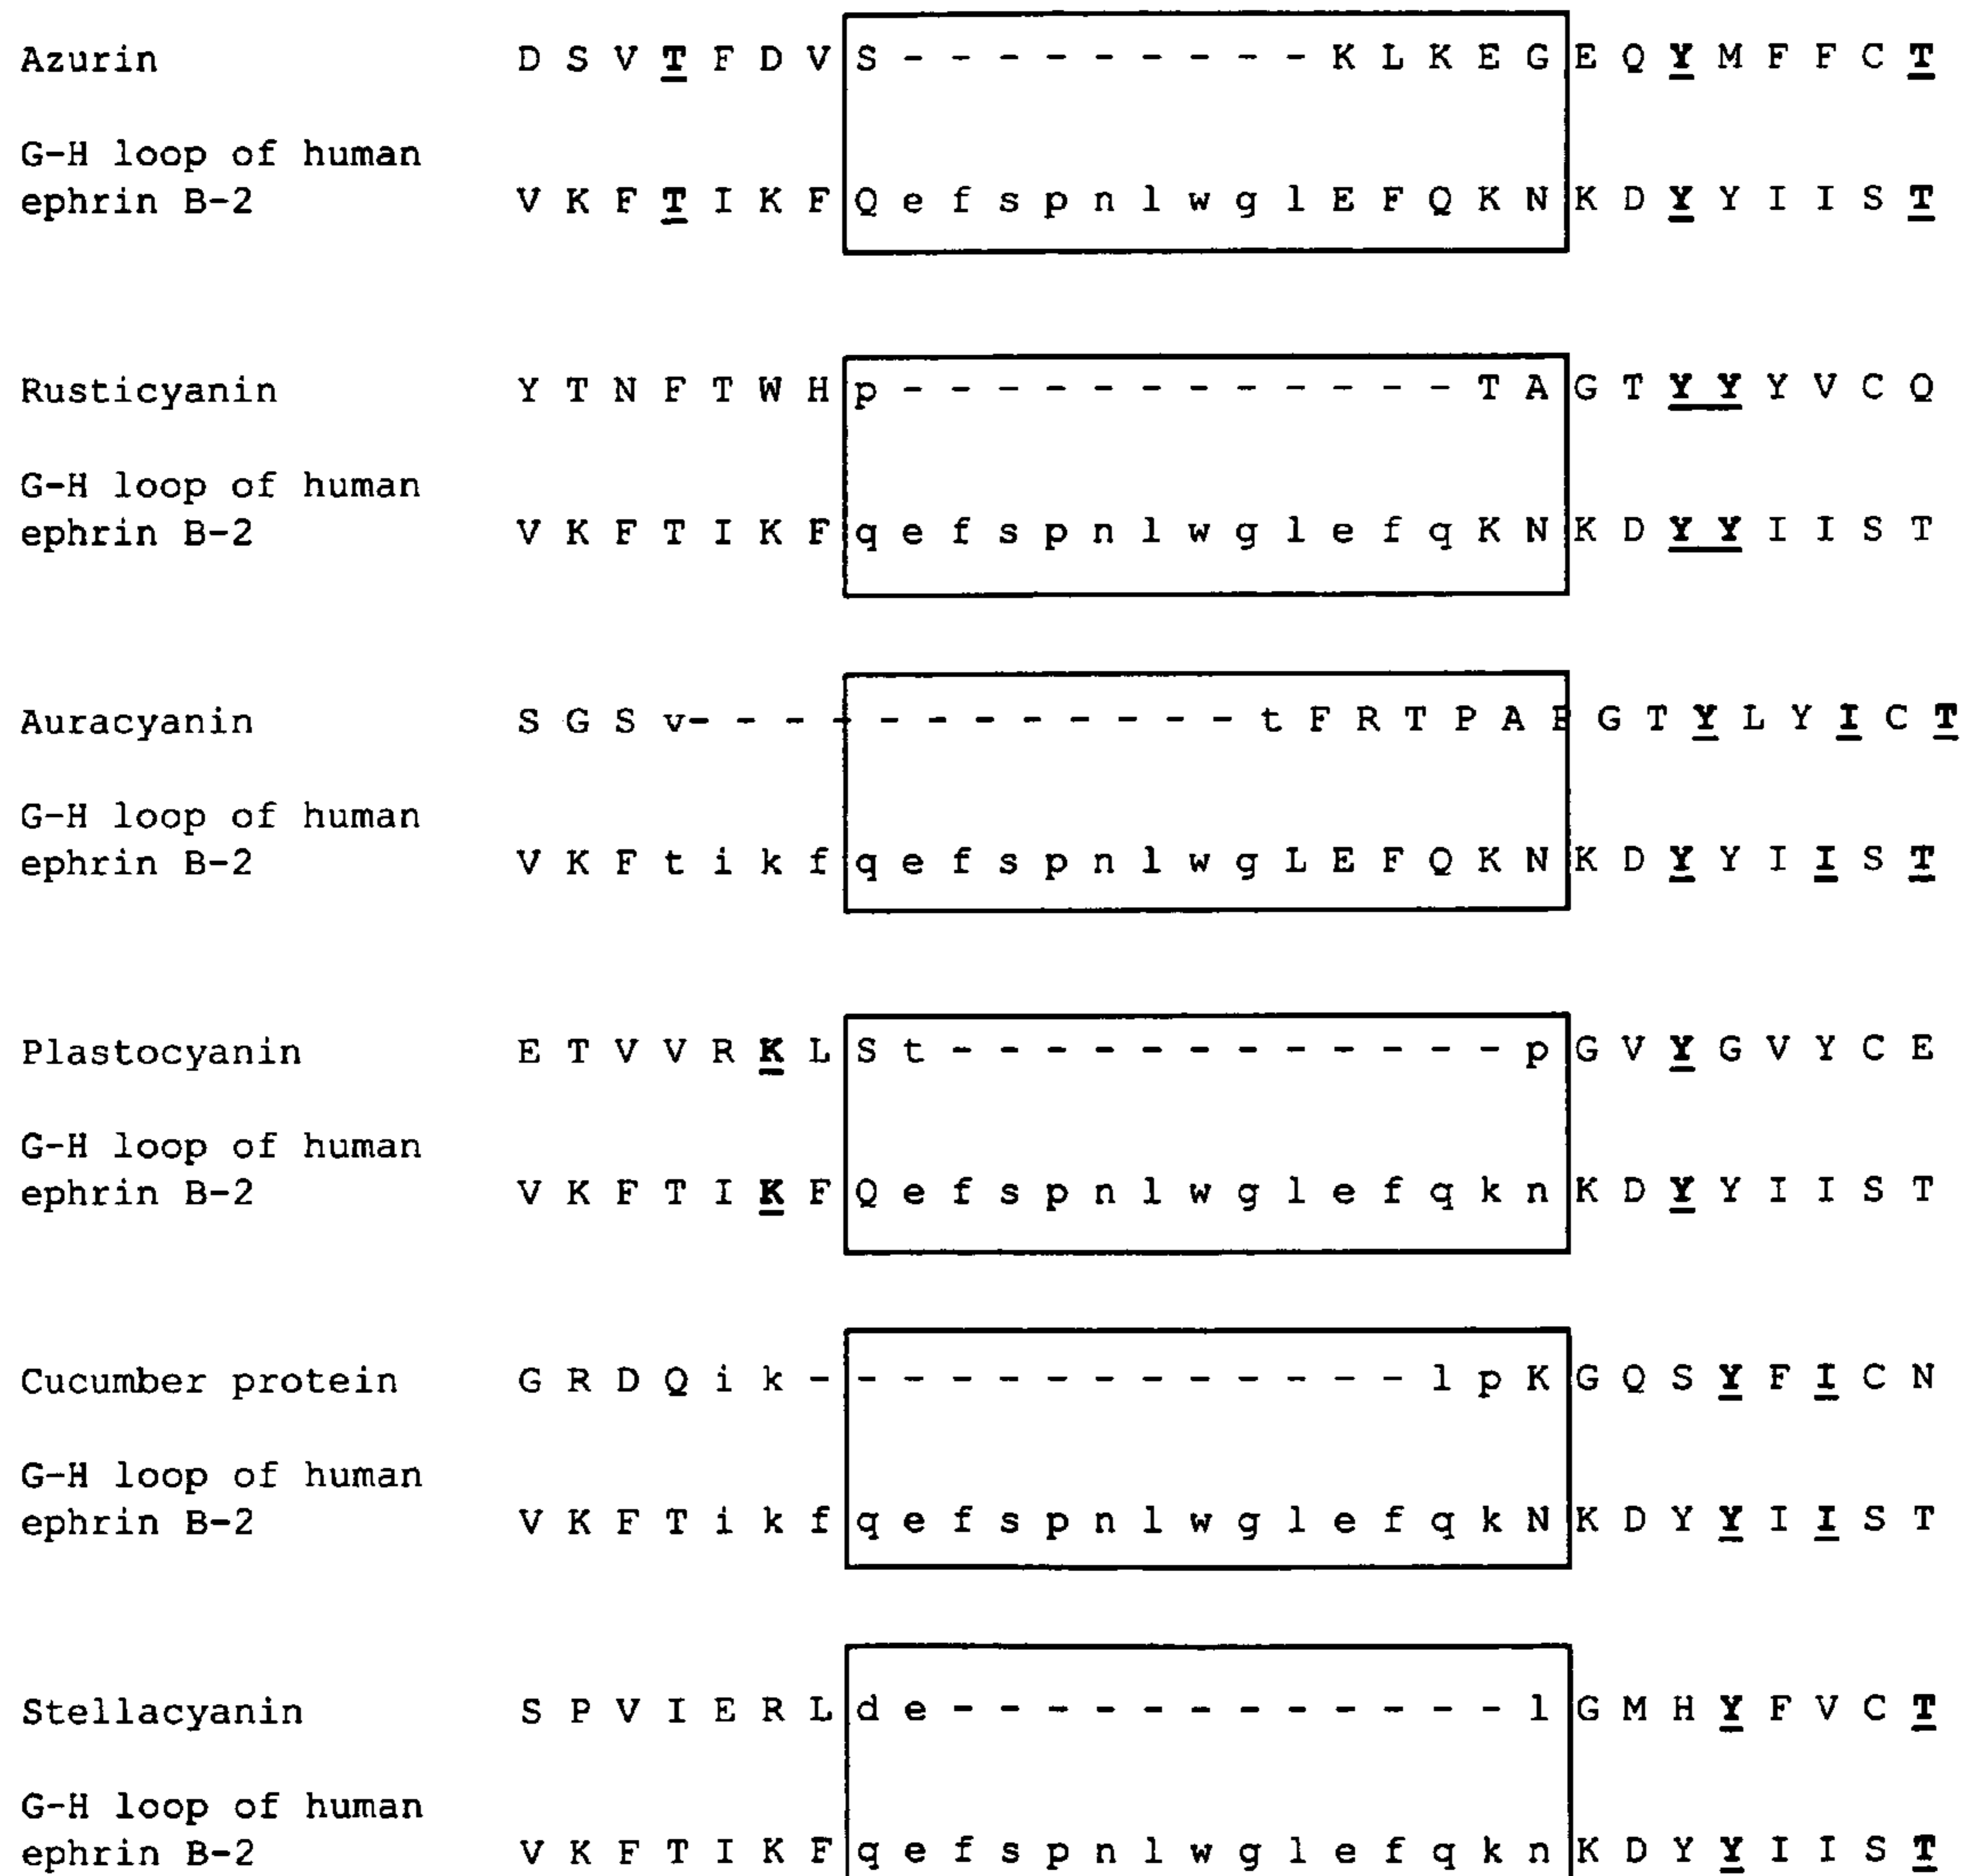 Azurin D S V T F D V S - - - - - - - - - K L K E G E Q Y M F F C T
G-H loop of human
ephrin B-2 V K F T I K F Q e f s p n l w g l E F Q K N K D Y Y I I S T
Rusticyanin Y T N F T W H p - - - - - - - - - - - - T A G T Y Y Y V C Q
G-H loop of human
ephrin B-2 V K F T I K F q e f s p n l w g l e f q K N K D Y Y I I S T
Auracyanin S G S v - - - - - - - - - - - - t F R T P A G T Y L Y I C T
G-H loop of human
ephrin B-2 V K F t i k f q e f s p n l w g L E F Q K N K D Y Y I I S T
Plastocyanin E T V V R K L S t - - - - - - - - - - - - p G V Y G V Y C E
G-H loop of human
ephrin B-2 V K F T I K F Q e f s p n l w g l e f q k n K D Y Y I I S T
Cucumber protein G R D Q i k - - - - - - - - - - - - - l p K G Q S Y F I C N
G-H loop of human
ephrin B-2 V K F T i k f q e f s p n l w g l e f q k N K D Y Y I I S T
Stellacyanin S P V I E R L d e - - - - - - - - - - - - l G M H Y F V C T
G-H loop of human
ephrin B-2 V K F T I K F q e f s p n l w g l e f q k n K D Y Y I I S T